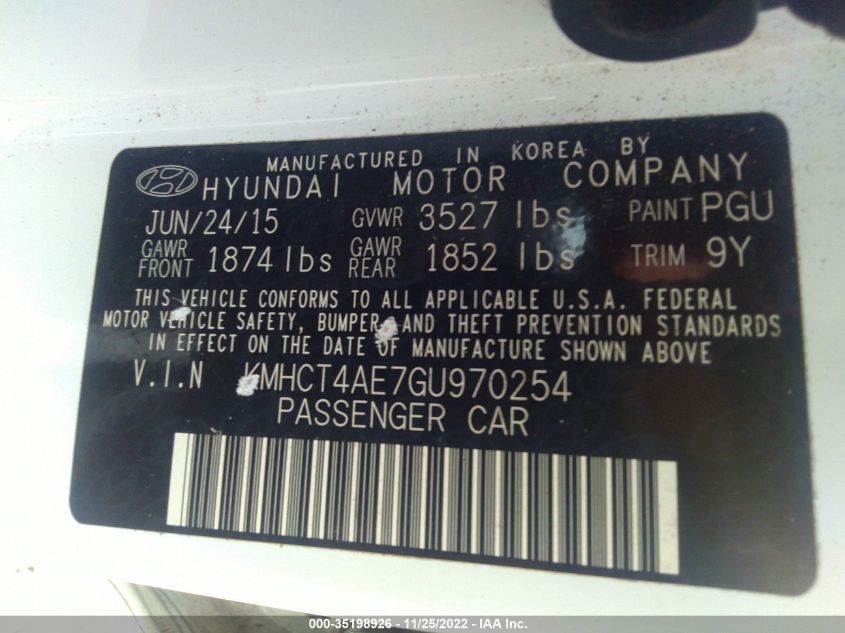 MANUFACTURED IN KOREA BY
HYUNDAI MOTOR COMPANY
JUN/24/15 GVWR 3527 lbs PAINT PGU
GAWR FRONT 1874 lbs GAWR REAR 1852 lbs TRIM 9Y
THIS VEHICLE CONFORMS TO ALL APPLICABLE U.S.A. FEDERAL
MOTOR VEHICLE SAFETY, BUMPER, AND THEFT PREVENTION STANDARDS
IN EFFECT ON THE DATE OF MANUFACTURE SHOWN ABOVE
V.I.N KMHCT4AE7GU970254
PASSENGER CAR
000-35198926 - 11/25/2022 - IAA Inc.